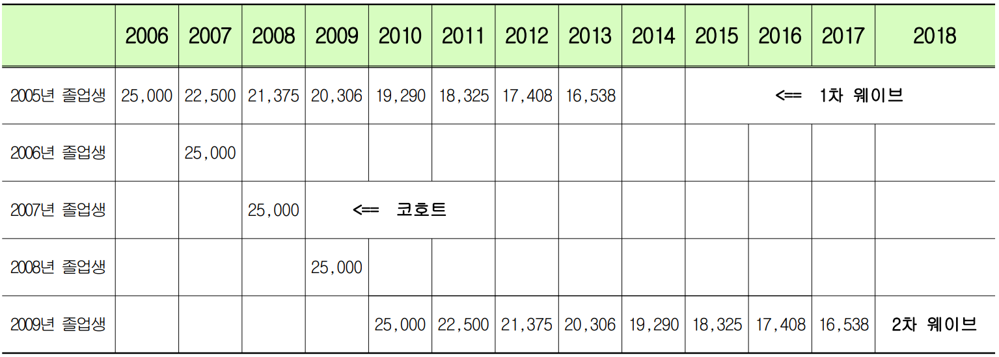 2006 2007 2008 2009 2010 2011 2012 2013 2014 2015 2016 2017 2018
2005년 졸업생 25,000 22,500 21,375 20,306 19,290 18,325 17,408 16,538 <== 1차 웨이브
2006년 졸업생 25,000
2007년 졸업생 25,000 <== 코호트
2008년 졸업생 25,000
2009년 졸업생 25,000 22,500 21,375 20,306 19,290 18,325 17,408 16,538 2차 웨이브